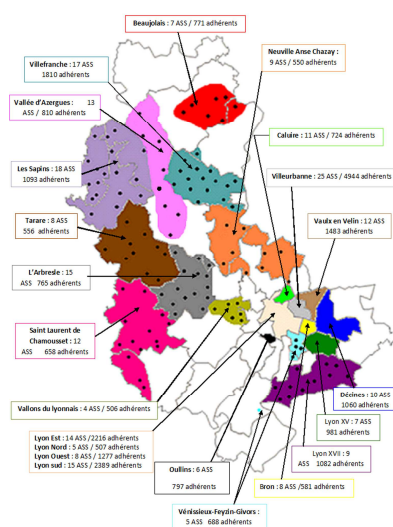 Beaujolais : 7 ASS / 771 adhérents
Villefranche : 17 ASS
1810 adhérents
Neuville Anse Chazay :
9 ASS / 550 adhérents
Vallée d'Azergues : 13
ASS / 810 adhérents
Caluire : 11 ASS / 724 adhérents
Les Sapins : 18 ASS
1093 adhérents
Villeurbanne : 25 ASS / 4944 adhérents
Tarare : 8 ASS
556 adhérents
Vaulx en Velin : 12 ASS
1483 adhérents
L'Arbresle : 15
ASS 765 adhérents
Saint Laurent de
Chamousset : 12
ASS 658 adhérents
Vallons du lyonnais : 4 ASS / 506 adhérents
Décines : 10 ASS
1060 adhérents
Lyon XV : 7 ASS
981 adhérents
Lyon Est : 14 ASS /2216 adhérents
Lyon Nord : 5 ASS / 507 adhérents
Lyon Ouest : 8 ASS / 1277 adhérents
Lyon sud : 15 ASS / 2389 adhérents
Lyon XVII : 9
ASS 1082 adhérents
Oullins : 6 ASS
797 adhérents
Bron : 8 ASS /581 adhérents
Vénissieux-Feyzin-Givors :
5 ASS 688 adhérents